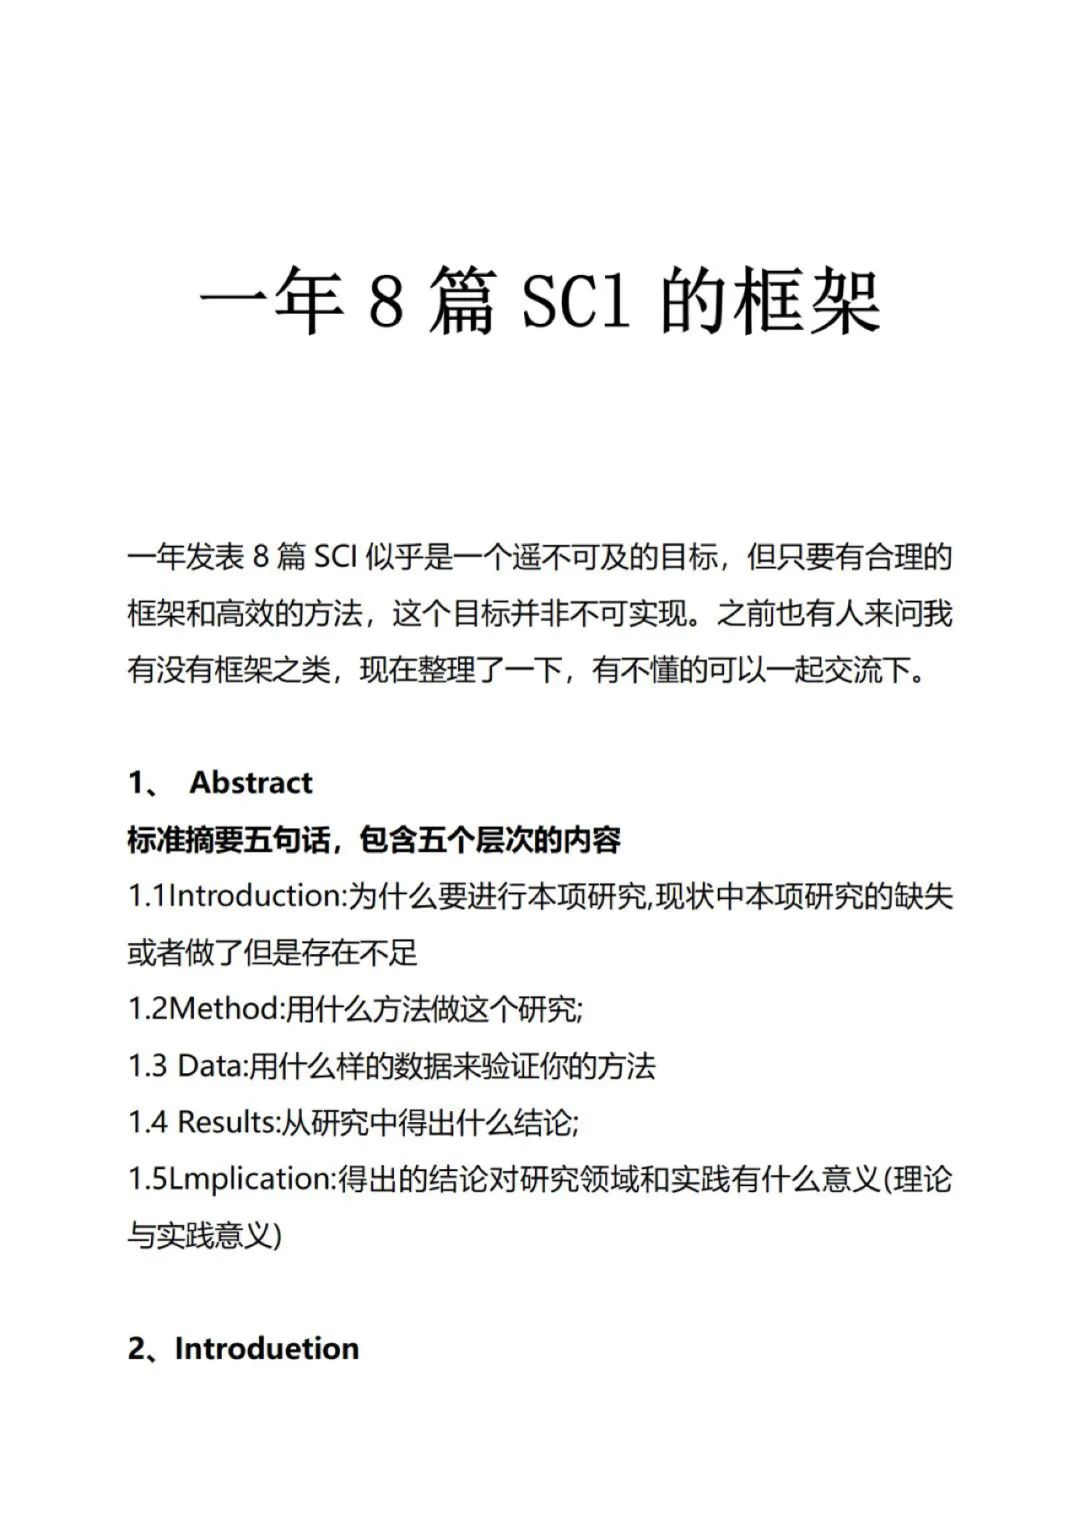 一年 8 篇 SCl 的框架
一年发表 8 篇 SCI 似乎是一个遥不可及的目标，但只要有合理的
框架和高效的方法，这个目标并非不可实现。之前也有人来问我
有没有框架之类，现在整理了一下，有不懂的可以一起交流下。
1、 Abstract
标准摘要五句话，包含五个层次的内容
1.1Introduction:为什么要进行本项研究,现状中本项研究的缺失
或者做了但是存在不足
1.2Method:用什么方法做这个研究;
1.3 Data:用什么样的数据来验证你的方法
1.4 Results:从研究中得出什么结论;
1.5Lmplication:得出的结论对研究领域和实践有什么意义(理论
与实践意义)
2、Introduetion